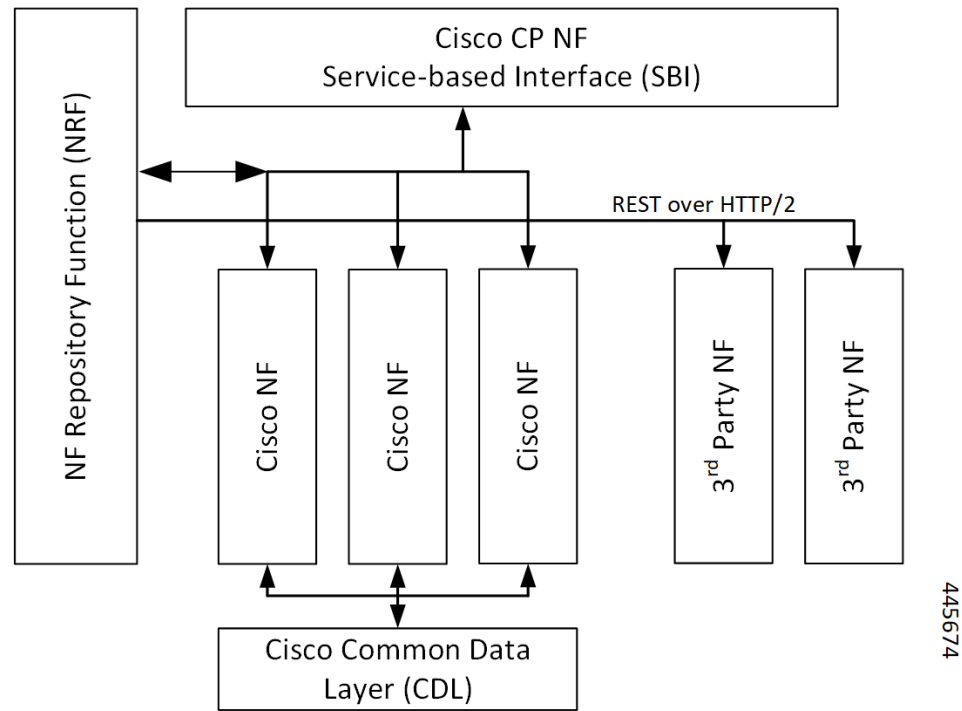 Cisco CP NF
Service-based Interface (SBI)
NF Repository Function (NRF)
REST over HTTP/2
Cisco NF
Cisco NF
Cisco NF
3rd Party NF
3rd Party NF
Cisco Common Data
Layer (CDL)
445674